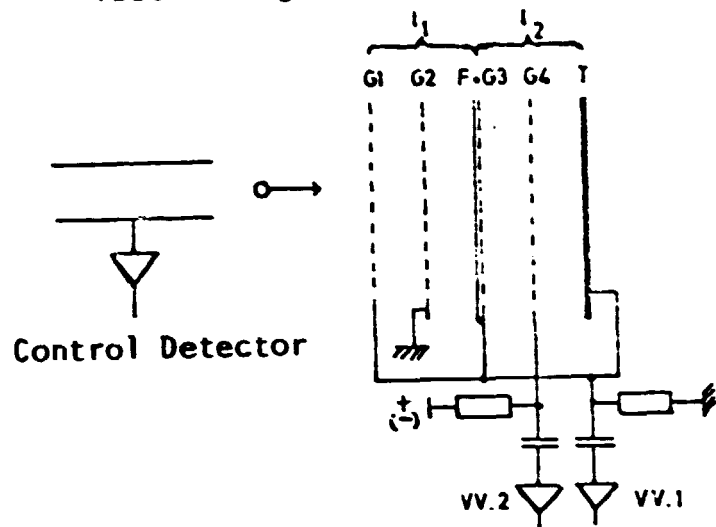 l1 l2
G1 G2 F•G3 G4 T
Control Detector
+
(-)
VV.2 VV.1